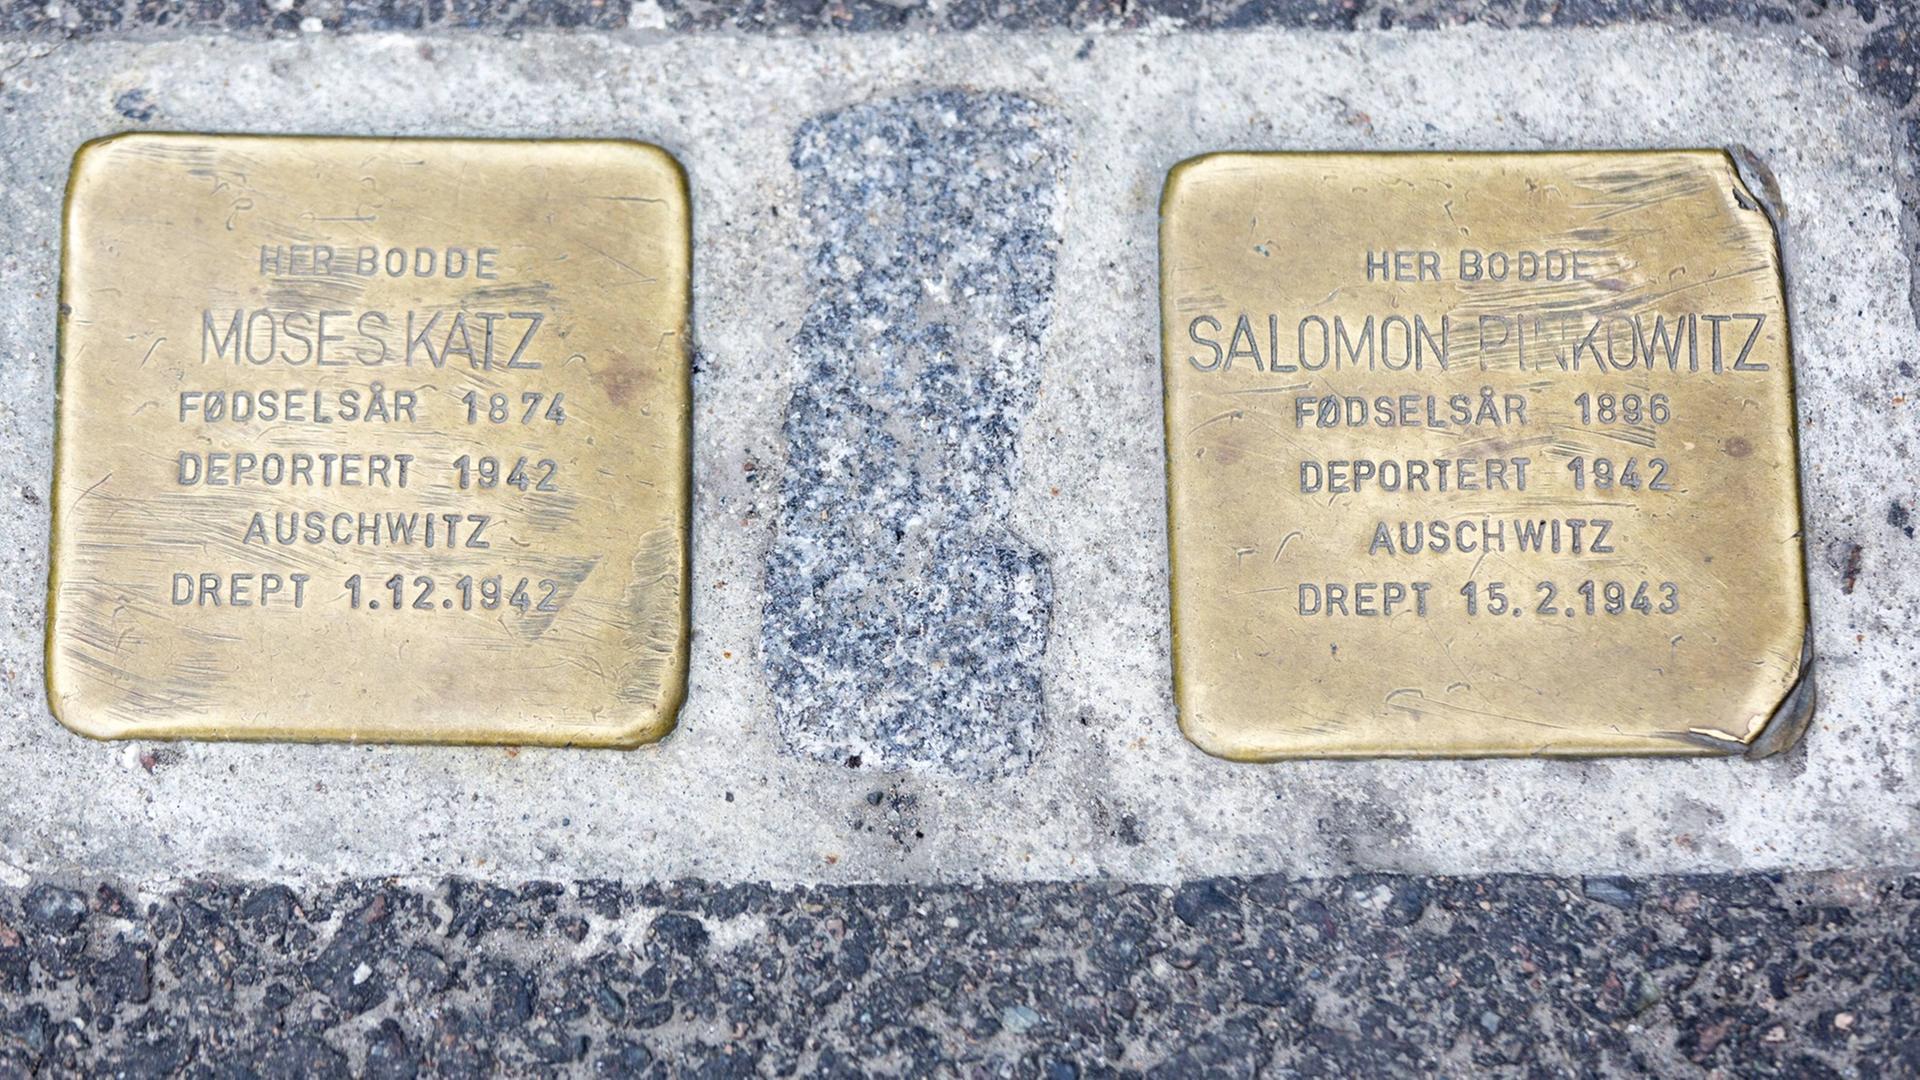 HER BODDE
MOSES KATZ
FØDSELSÅR 1874
DEPORTERT 1942
AUSCHWITZ
DREPT 1.12.1942
HER BODDE
SALOMON PINKOWITZ
FØDSELSÅR 1896
DEPORTERT 1942
AUSCHWITZ
DREPT 15.2.1943